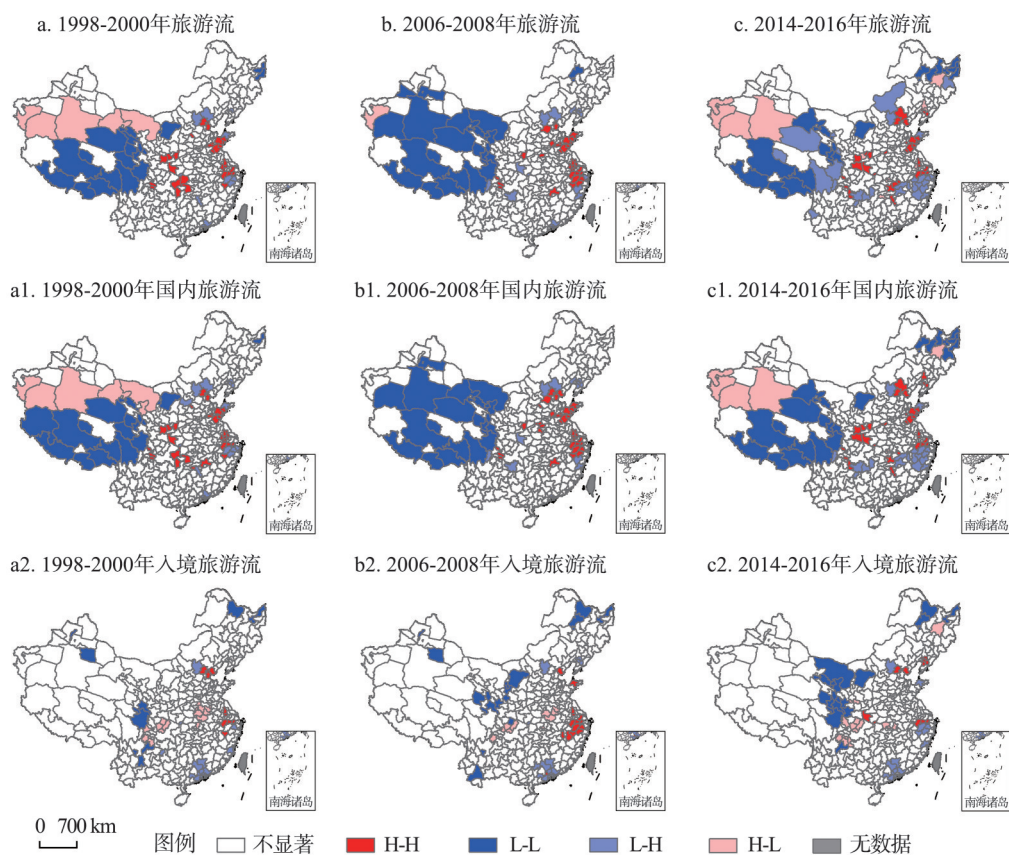 a. 1998-2000年旅游流
b. 2006-2008年旅游流
c. 2014-2016年旅游流
南海诸岛
南海诸岛
南海诸岛
a1. 1998-2000年国内旅游流
b1. 2006-2008年国内旅游流
c1. 2014-2016年国内旅游流
南海诸岛
南海诸岛
南海诸岛
a2. 1998-2000年入境旅游流
b2. 2006-2008年入境旅游流
c2. 2014-2016年入境旅游流
南海诸岛
南海诸岛
南海诸岛
0 700 km 图例 不显著 H-H L-L L-H H-L 无数据